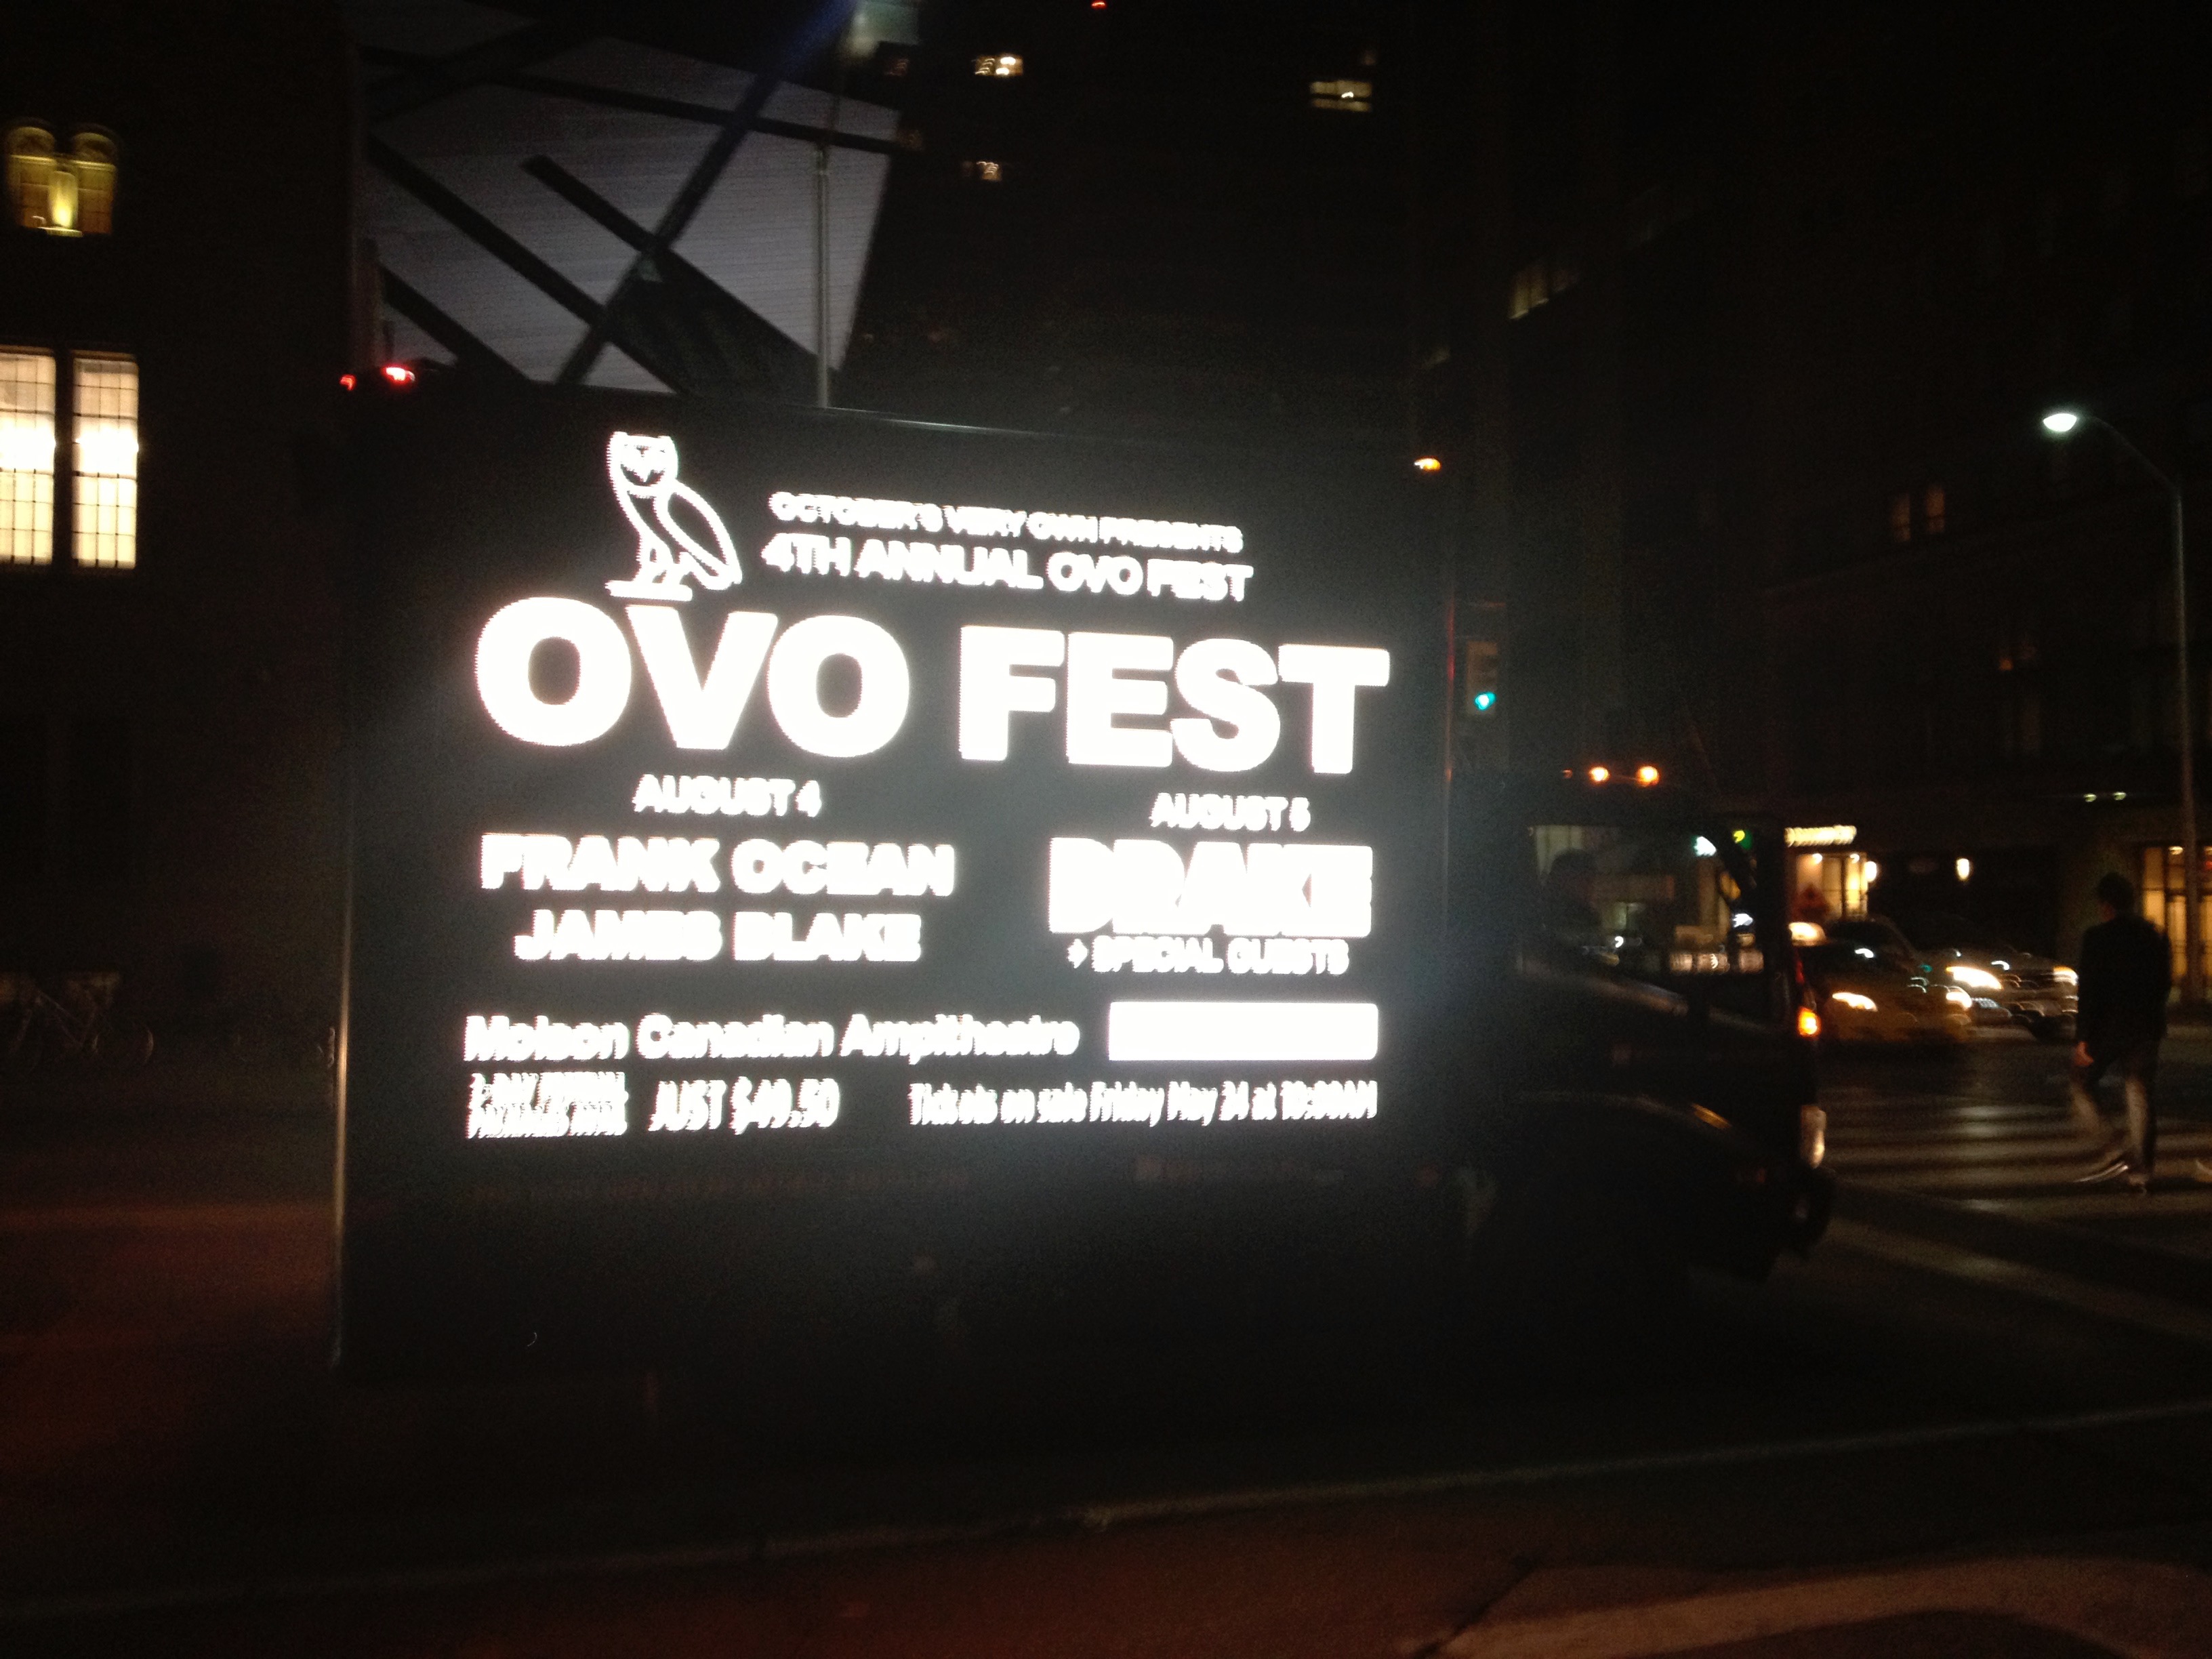 OCTOBER'S VERY OWN PRESENTS
4TH ANNUAL OVO FEST
OVO FEST
AUGUST 4
FRANK OCEAN
JAMES BLAKE
AUGUST 5
DRAKE
+ SPECIAL GUESTS
Molson Canadian Ampitheatre
JUST $49.50
Tickets on sale Friday May 24 at 10:00AM